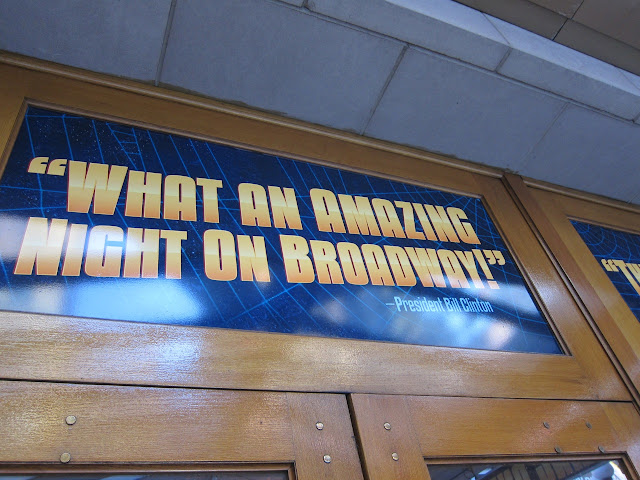 “WHAT AN AMAZING
NIGHT ON BROADWAY!”
–President Bill Clinton